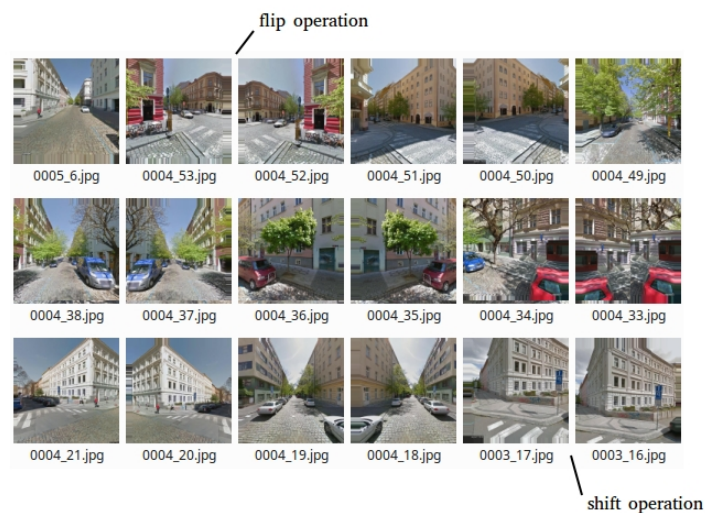 flip operation
0005_6.jpg 0004_53.jpg 0004_52.jpg 0004_51.jpg 0004_50.jpg 0004_49.jpg
0004_38.jpg 0004_37.jpg 0004_36.jpg 0004_35.jpg 0004_34.jpg 0004_33.jpg
0004_21.jpg 0004_20.jpg 0004_19.jpg 0004_18.jpg 0003_17.jpg 0003_16.jpg
shift operation